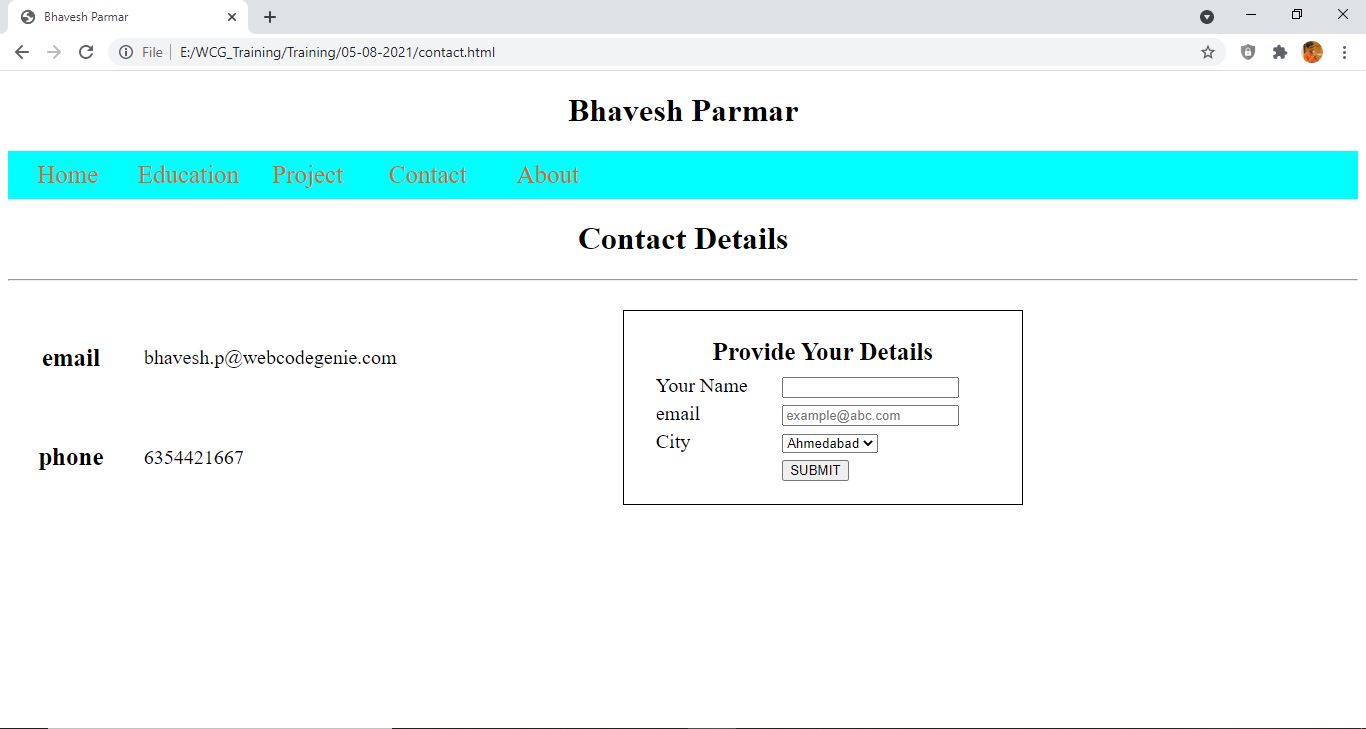 Bhavesh Parmar
File | E:/WCG_Training/Training/05-08-2021/contact.html
Bhavesh Parmar
Home Education Project Contact About
Contact Details
email bhavesh.p@webcodegenie.com
phone 6354421667
Provide Your Details
Your Name
email example@abc.com
City Ahmedabad
SUBMIT